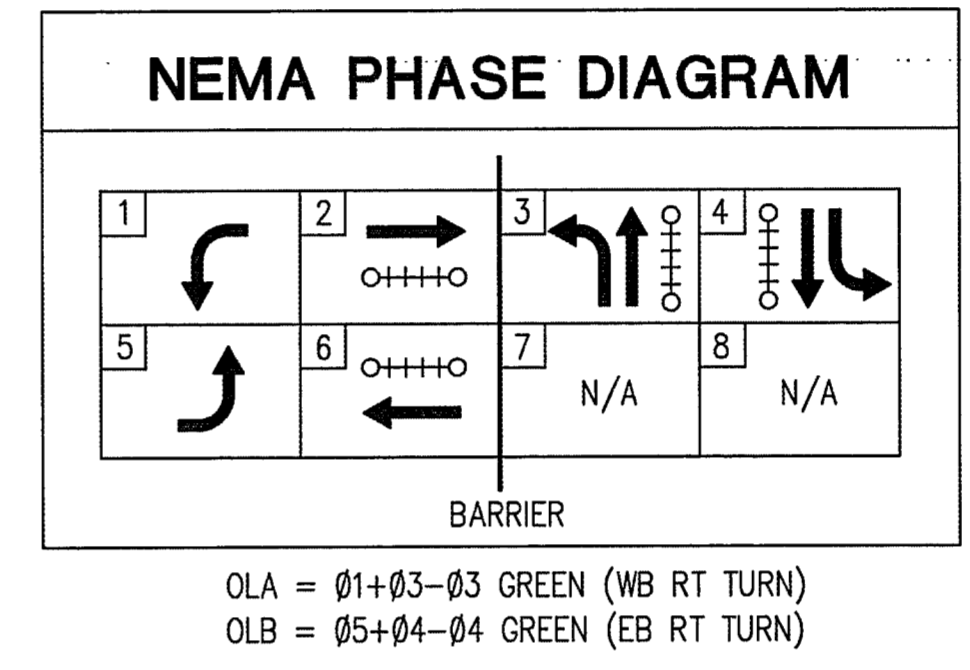 NEMA PHASE DIAGRAM
1 2 3 4
5 6 7 8
N/A N/A
BARRIER
OLA = Ø1+Ø3-Ø3 GREEN (WB RT TURN)
OLB = Ø5+Ø4-Ø4 GREEN (EB RT TURN)